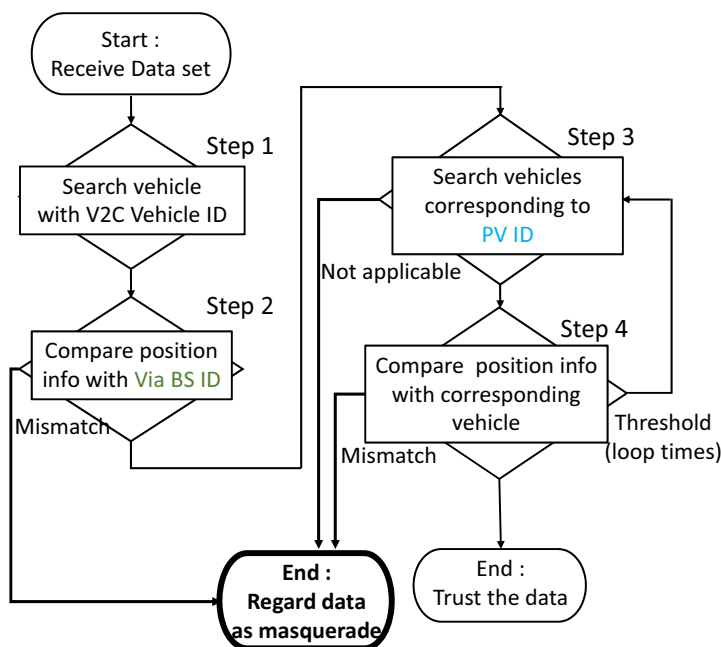 Start :
Receive Data set
Step 1
Search vehicle
with V2C Vehicle ID
Step 2
Compare position
info with Via BS ID
Mismatch
Step 3
Search vehicles
corresponding to
PV ID
Not applicable
Step 4
Compare position info
with corresponding
vehicle
Mismatch
Threshold
(loop times)
End :
Regard data
as masquerade
End :
Trust the data